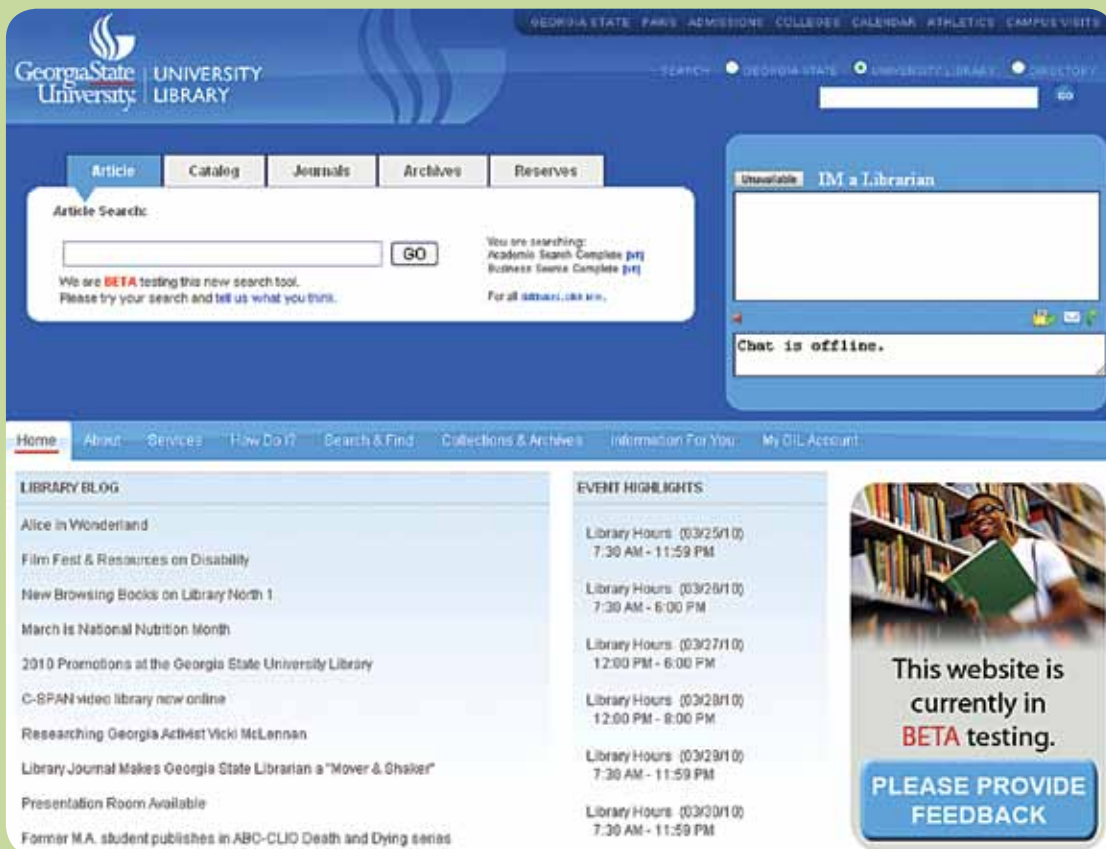 GEORGIA STATE PAWS ADMISSIONS COLLEGES CALENDAR ATHLETICS CAMPUS VISITS
GeorgiaState
University
UNIVERSITY
LIBRARY
SEARCH GEORGIA STATE UNIVERSITY LIBRARY DIRECTORY
GO
Article Catalog Journals Archives Reserves
Article Search:
GO
You are searching:
Academic Search Complete
Business Source Complete
We are BETA testing this new search tool.
Please try your search and tell us what you think.
For all
Unavailable IM a Librarian
Chat is offline.
Home About Services How Do I? Search & Find Collections & Archives Information For You My GIL Account
LIBRARY BLOG
Alice in Wonderland
Film Fest & Resources on Disability
New Browsing Books on Library North 1
March is National Nutrition Month
2010 Promotions at the Georgia State University Library
C-SPAN video library now online
Researching Georgia Activist Vicki McLennan
Library Journal Makes Georgia State Librarian a "Mover & Shaker"
Presentation Room Available
Former M.A. student publishes in ABC-CLIO Death and Dying series
EVENT HIGHLIGHTS
Library Hours (03/25/10)
7:30 AM - 11:59 PM
Library Hours (03/26/10)
7:30 AM - 6:00 PM
Library Hours (03/27/10)
12:00 PM - 6:00 PM
Library Hours (03/28/10)
12:00 PM - 8:00 PM
Library Hours (03/29/10)
7:30 AM - 11:59 PM
Library Hours (03/30/10)
7:30 AM - 11:59 PM
This website is
currently in
BETA testing.
PLEASE PROVIDE
FEEDBACK